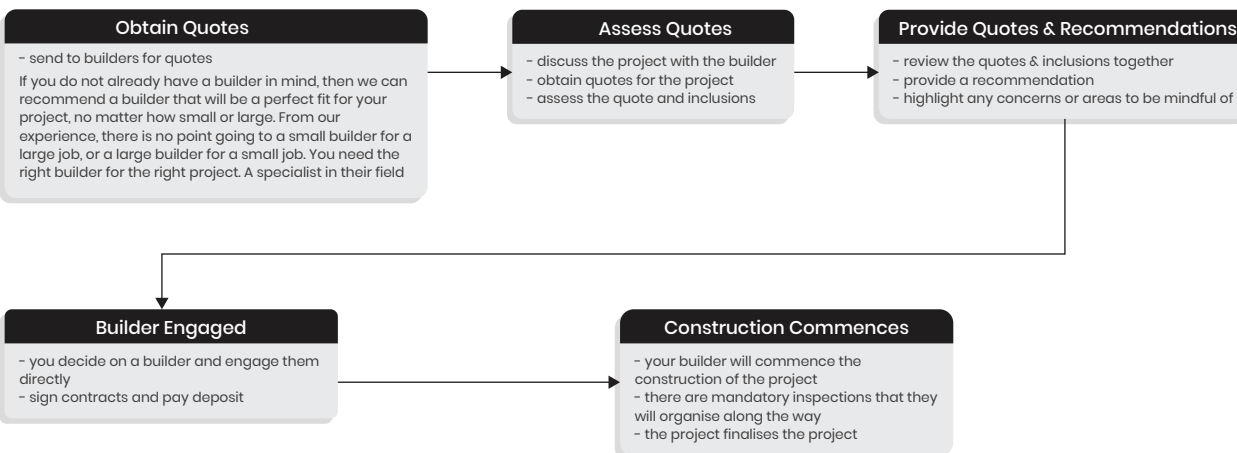 Obtain Quotes
- send to builders for quotes
If you do not already have a builder in mind, then we can
recommend a builder that will be a perfect fit for your
project, no matter how small or large. From our
experience, there is no point going to a small builder for a
large job, or a large builder for a small job. You need the
right builder for the right project. A specialist in their field
Assess Quotes
- discuss the project with the builder
- obtain quotes for the project
- assess the quote and inclusions
Provide Quotes & Recommendations
- review the quotes & inclusions together
- provide a recommendation
- highlight any concerns or areas to be mindful of
Builder Engaged
- you decide on a builder and engage them
directly
- sign contracts and pay deposit
Construction Commences
- your builder will commence the
construction of the project
- there are mandatory inspections that they
will organise along the way
- the project finalises the project